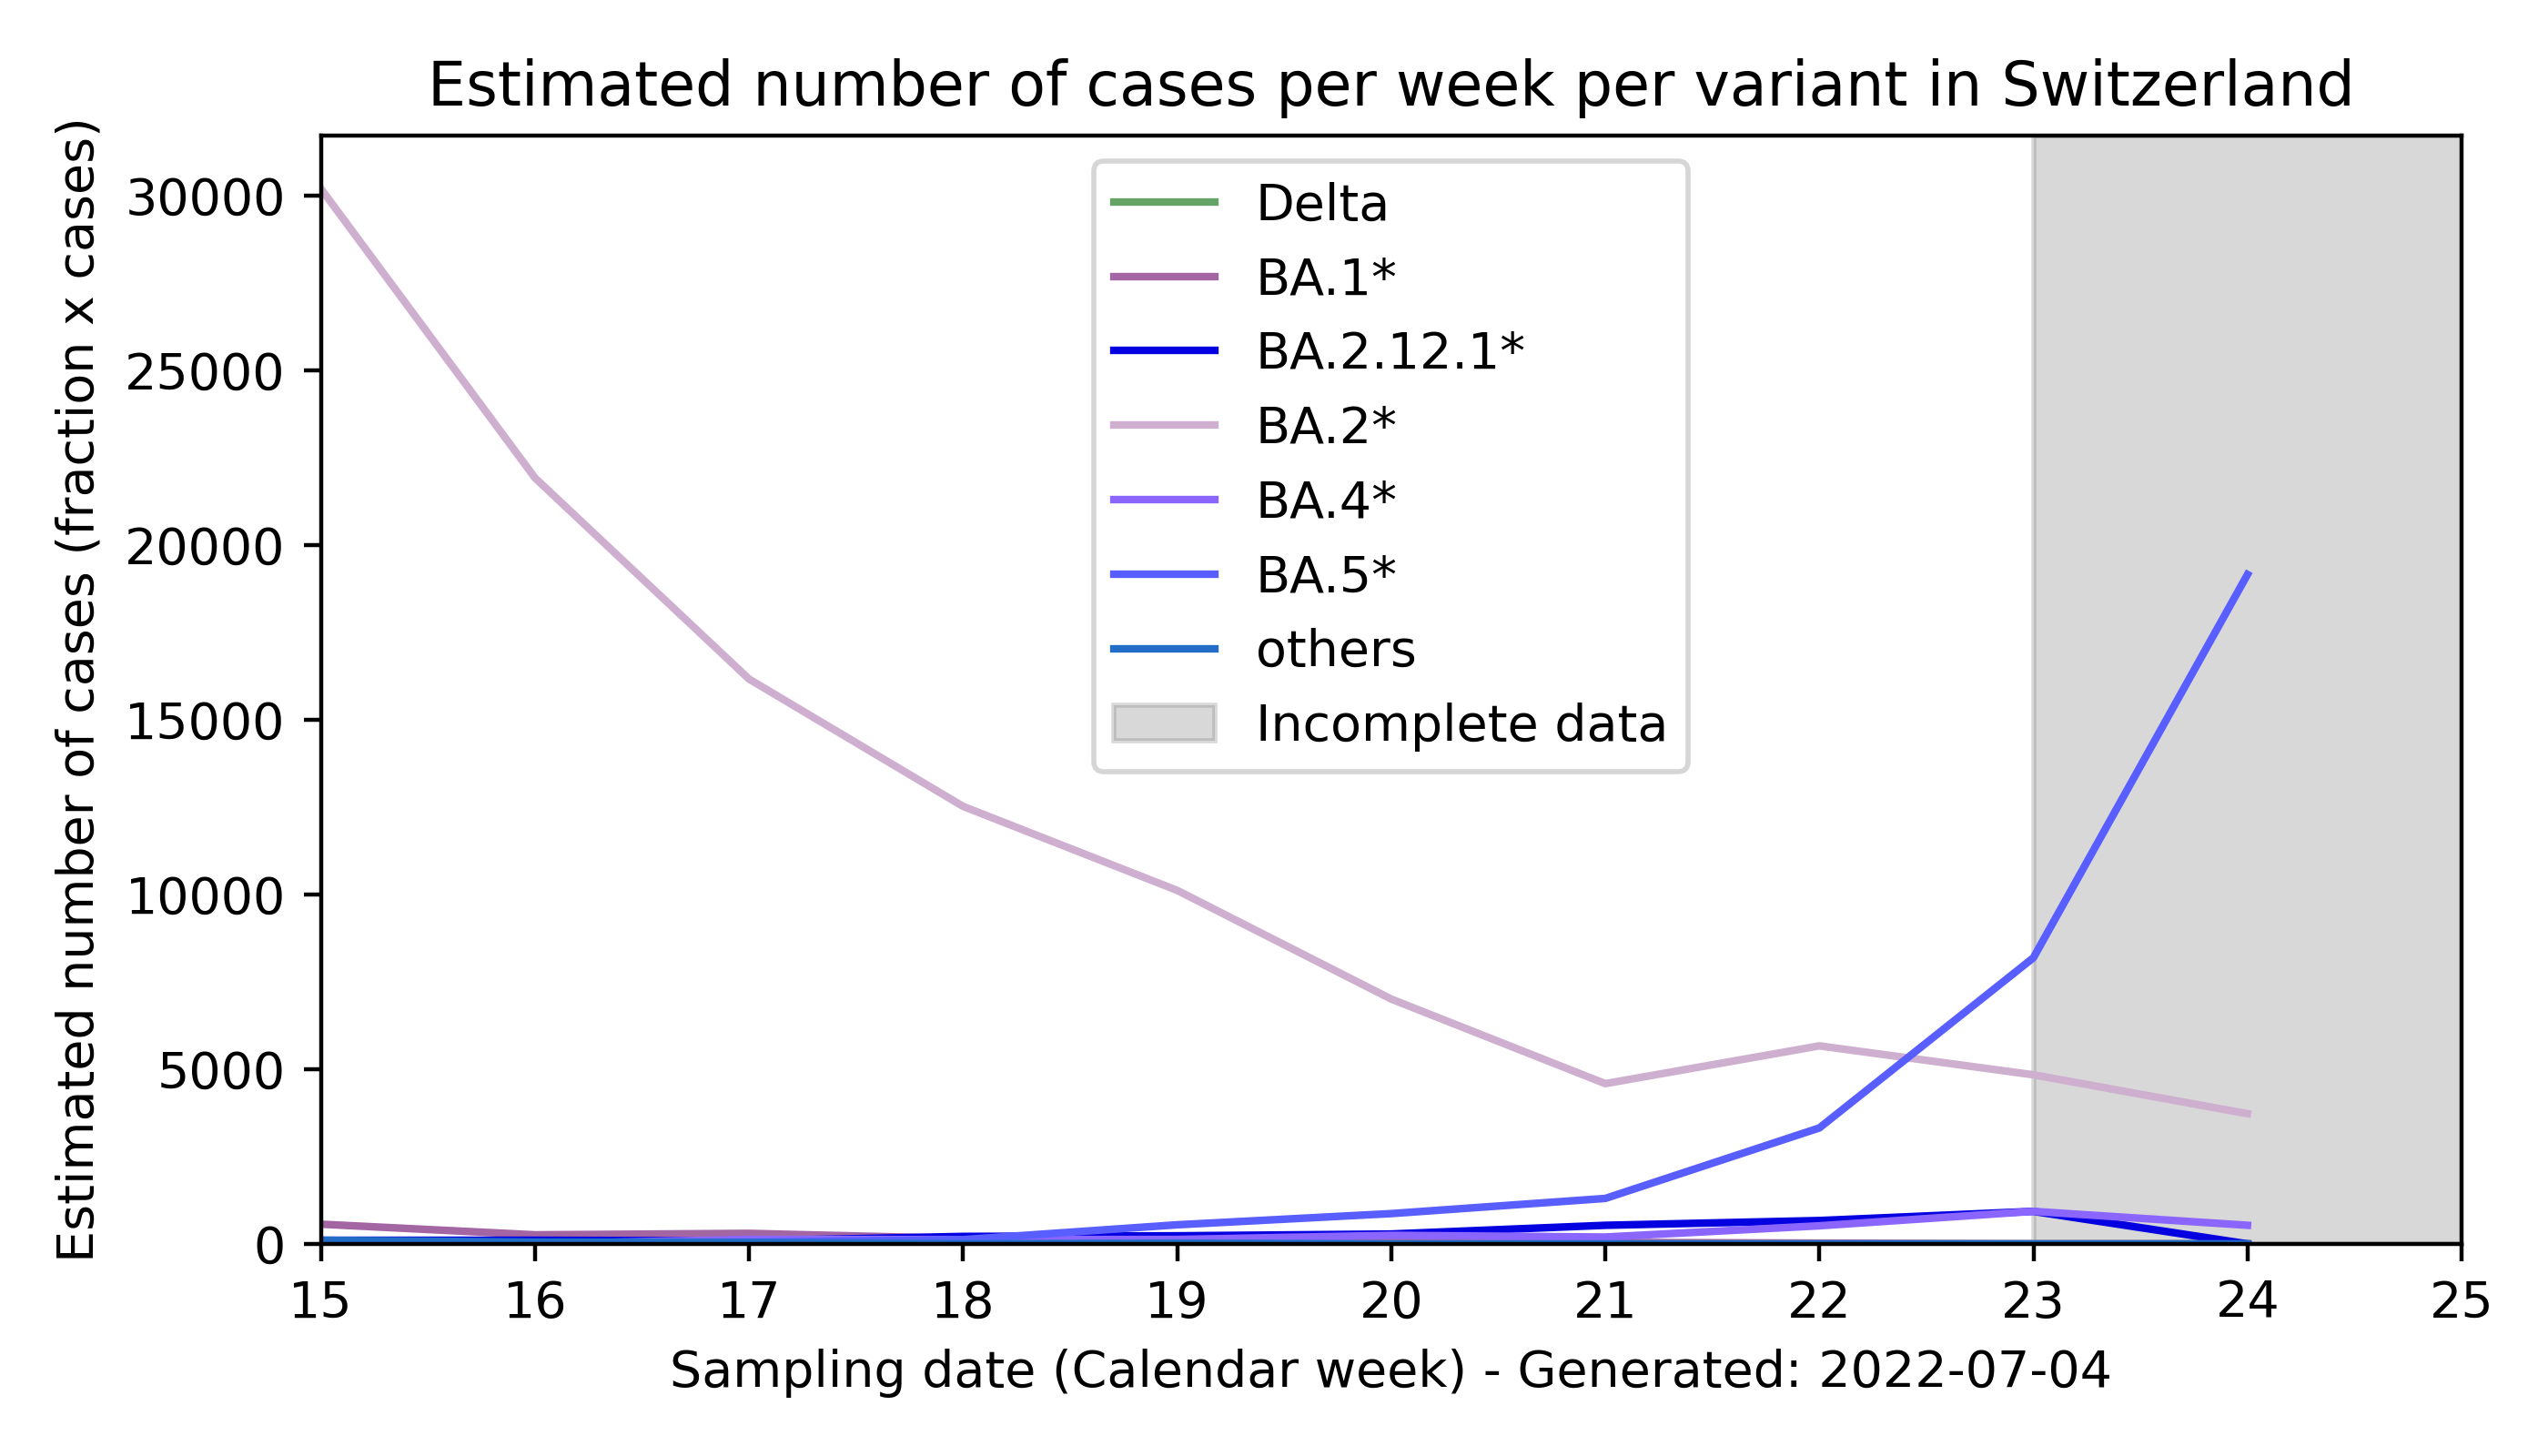 Estimated number of cases per week per variant in Switzerland
Estimated number of cases (fraction x cases)
30000
25000
20000
15000
10000
5000
0
Delta
BA.1*
BA.2.12.1*
BA.2*
BA.4*
BA.5*
others
Incomplete data
15 16 17 18 19 20 21 22 23 24 25
Sampling date (Calendar week) - Generated: 2022-07-04